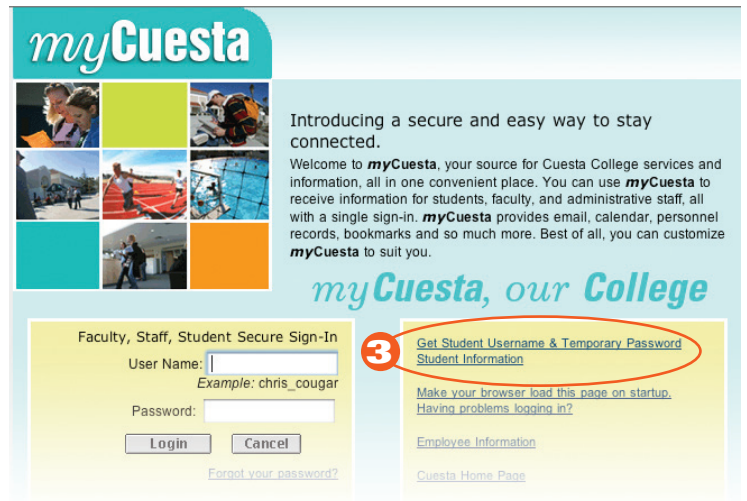 myCuesta
Introducing a secure and easy way to stay
connected.
Welcome to myCuesta, your source for Cuesta College services and
information, all in one convenient place. You can use myCuesta to
receive information for students, faculty, and administrative staff, all
with a single sign-in. myCuesta provides email, calendar, personnel
records, bookmarks and so much more. Best of all, you can customize
myCuesta to suit you.
myCuesta, our College
Faculty, Staff, Student Secure Sign-In
User Name:
Example: chris_cougar
Password:
Login Cancel
Forgot your password?
3
Get Student Username & Temporary Password
Student Information
Make your browser load this page on startup.
Having problems logging in?
Employee Information
Cuesta Home Page